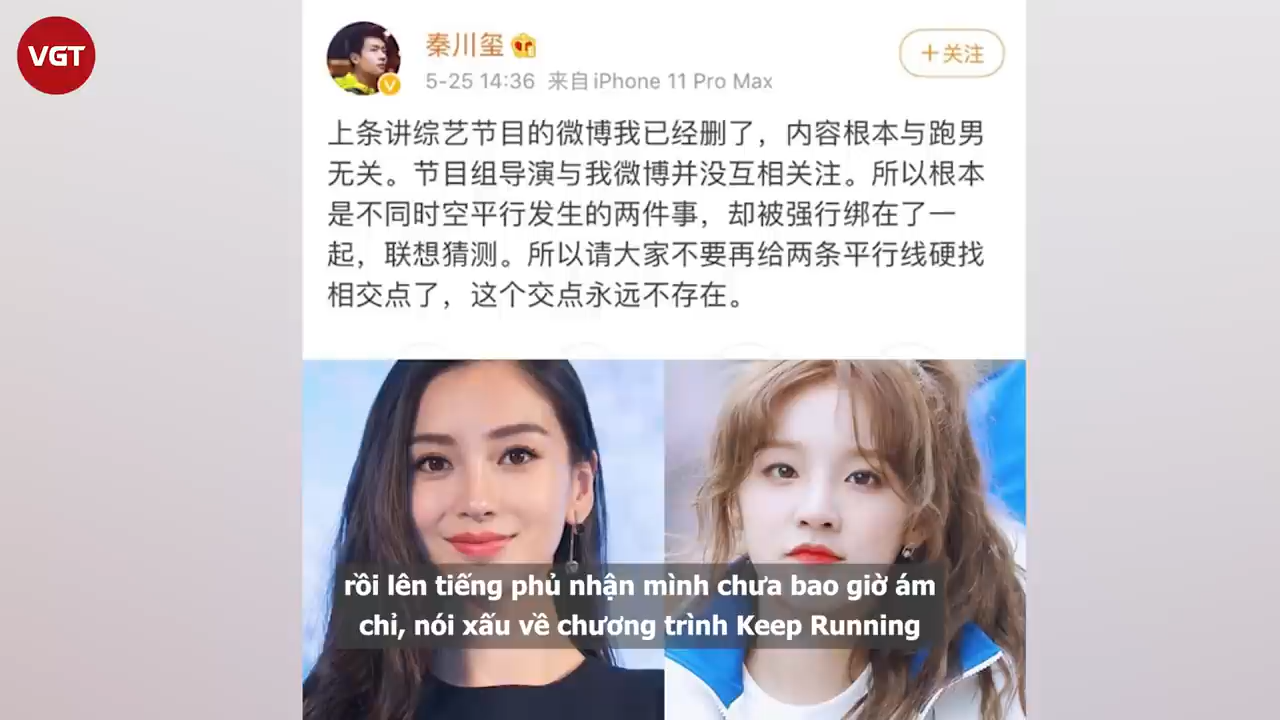 VGT
秦川玺
+关注
5-25 14:36 来自iPhone 11 Pro Max
上条讲综艺节目的微博我已经删了，内容根本与跑男
无关。节目组导演与我微博并没互相关注。所以根本
是不同时空平行发生的两件事，却被强行绑在了一
起，联想猜测。所以请大家不要再给两条平行线硬找
相交点了，这个交点永远不存在。
rồi lên tiếng phủ nhận mình chưa bao giờ ám
chỉ, nói xấu về chương trình Keep Running